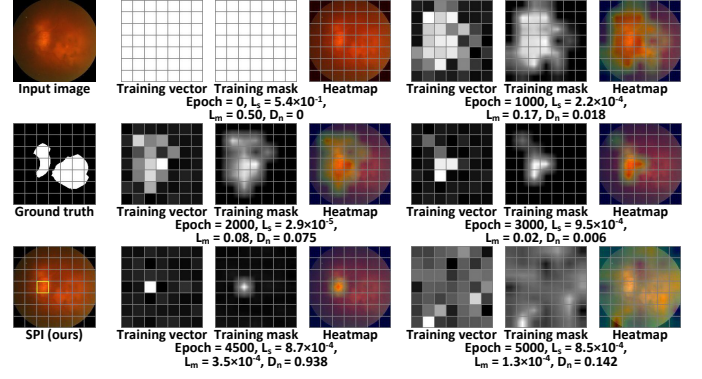 Input image
Training vector Training mask Heatmap
Epoch = 0, Lₛ = 5.4×10⁻¹,
Lₘ = 0.50, Dₙ = 0
Training vector Training mask Heatmap
Epoch = 1000, Lₛ = 2.2×10⁻⁴,
Lₘ = 0.17, Dₙ = 0.018
Ground truth
Training vector Training mask Heatmap
Epoch = 2000, Lₛ = 2.9×10⁻⁵,
Lₘ = 0.08, Dₙ = 0.075
Training vector Training mask Heatmap
Epoch = 3000, Lₛ = 9.5×10⁻⁴,
Lₘ = 0.02, Dₙ = 0.006
SPI (ours)
Training vector Training mask Heatmap
Epoch = 4500, Lₛ = 8.7×10⁻⁴,
Lₘ = 3.5×10⁻⁴, Dₙ = 0.938
Training vector Training mask Heatmap
Epoch = 5000, Lₛ = 8.5×10⁻⁴,
Lₘ = 1.3×10⁻⁴, Dₙ = 0.142